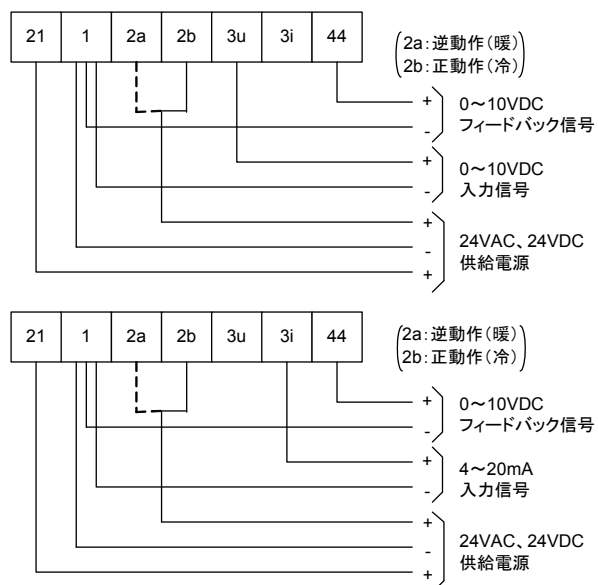 21 1 2a 2b 3u 3i 44
2a:逆動作(暖)
2b:正動作(冷)
+ 0~10VDC
- フィードバック信号
+ 0~10VDC
- 入力信号
+
- 24VAC、24VDC
+ 供給電源
21 1 2a 2b 3u 3i 44
2a:逆動作(暖)
2b:正動作(冷)
+ 0~10VDC
- フィードバック信号
+ 4~20mA
- 入力信号
+
- 24VAC、24VDC
+ 供給電源